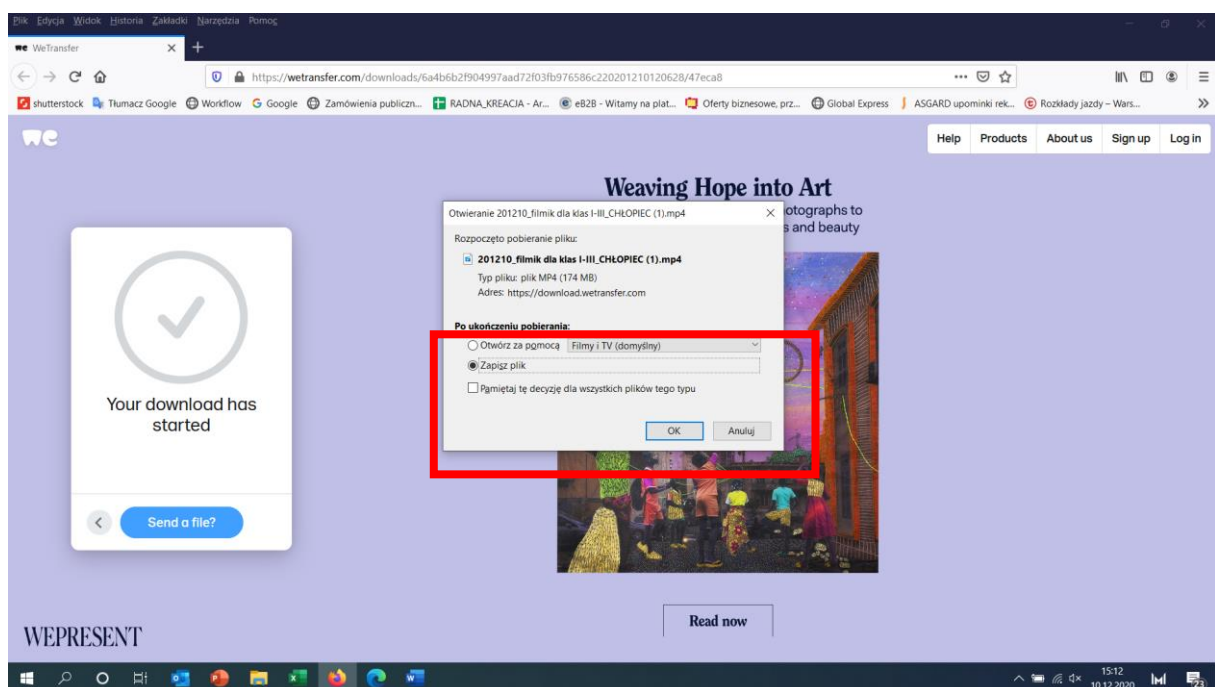 Plik Edycja Widok Historia Zakładki Narzędzia Pomoc
we WeTransfer
https://wetransfer.com/downloads/6a4b6b2f904997aad72f03fb976586c220201210120628/47eca8
shutterstock Tłumacz Google Workflow Google Zamówienia publiczn... RADNA_KREACJA - Ar... eB2B - Witamy na plat... Oferty biznesowe, prz... Global Express ASGARD upominki rek... Rozkłady jazdy – Wars...
we
Help Products About us Sign up Log in
Weaving Hope into Art
otographs to
s and beauty
Otwieranie 201210_filmik dla klas I-III_CHŁOPIEC (1).mp4
Rozpoczęto pobieranie pliku:
201210_filmik dla klas I-III_CHŁOPIEC (1).mp4
Typ pliku: plik MP4 (174 MB)
Adres: https://download.wetransfer.com
Po ukończeniu pobierania:
Otwórz za pomocą Filmy i TV (domyślny)
Zapisz plik
Pamiętaj tę decyzję dla wszystkich plików tego typu
OK Anuluj
Your download has
started
Send a file?
Read now
WEPRESENT
15:12
10.12.2020
23